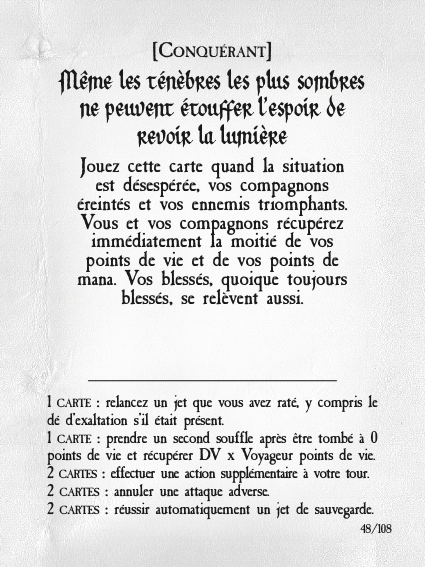 [Conquérant]
Même les ténèbres les plus sombres
ne peuvent étouffer l'espoir de
revoir la lumière
Jouez cette carte quand la situation
est désespérée, vos compagnons
éreintés et vos ennemis triomphants.
Vous et vos compagnons récupérez
immédiatement la moitié de vos
points de vie et de vos points de
mana. Vos blessés, quoique toujours
blessés, se relèvent aussi.
1 CARTE : relancez un jet que vous avez raté, y compris le
dé d'exaltation s'il était présent.
1 CARTE : prendre un second souffle après être tombé à 0
points de vie et récupérer DV x Voyageur points de vie.
2 CARTES : effectuer une action supplémentaire à votre tour.
2 CARTES : annuler une attaque adverse.
2 CARTES : réussir automatiquement un jet de sauvegarde.
48/108